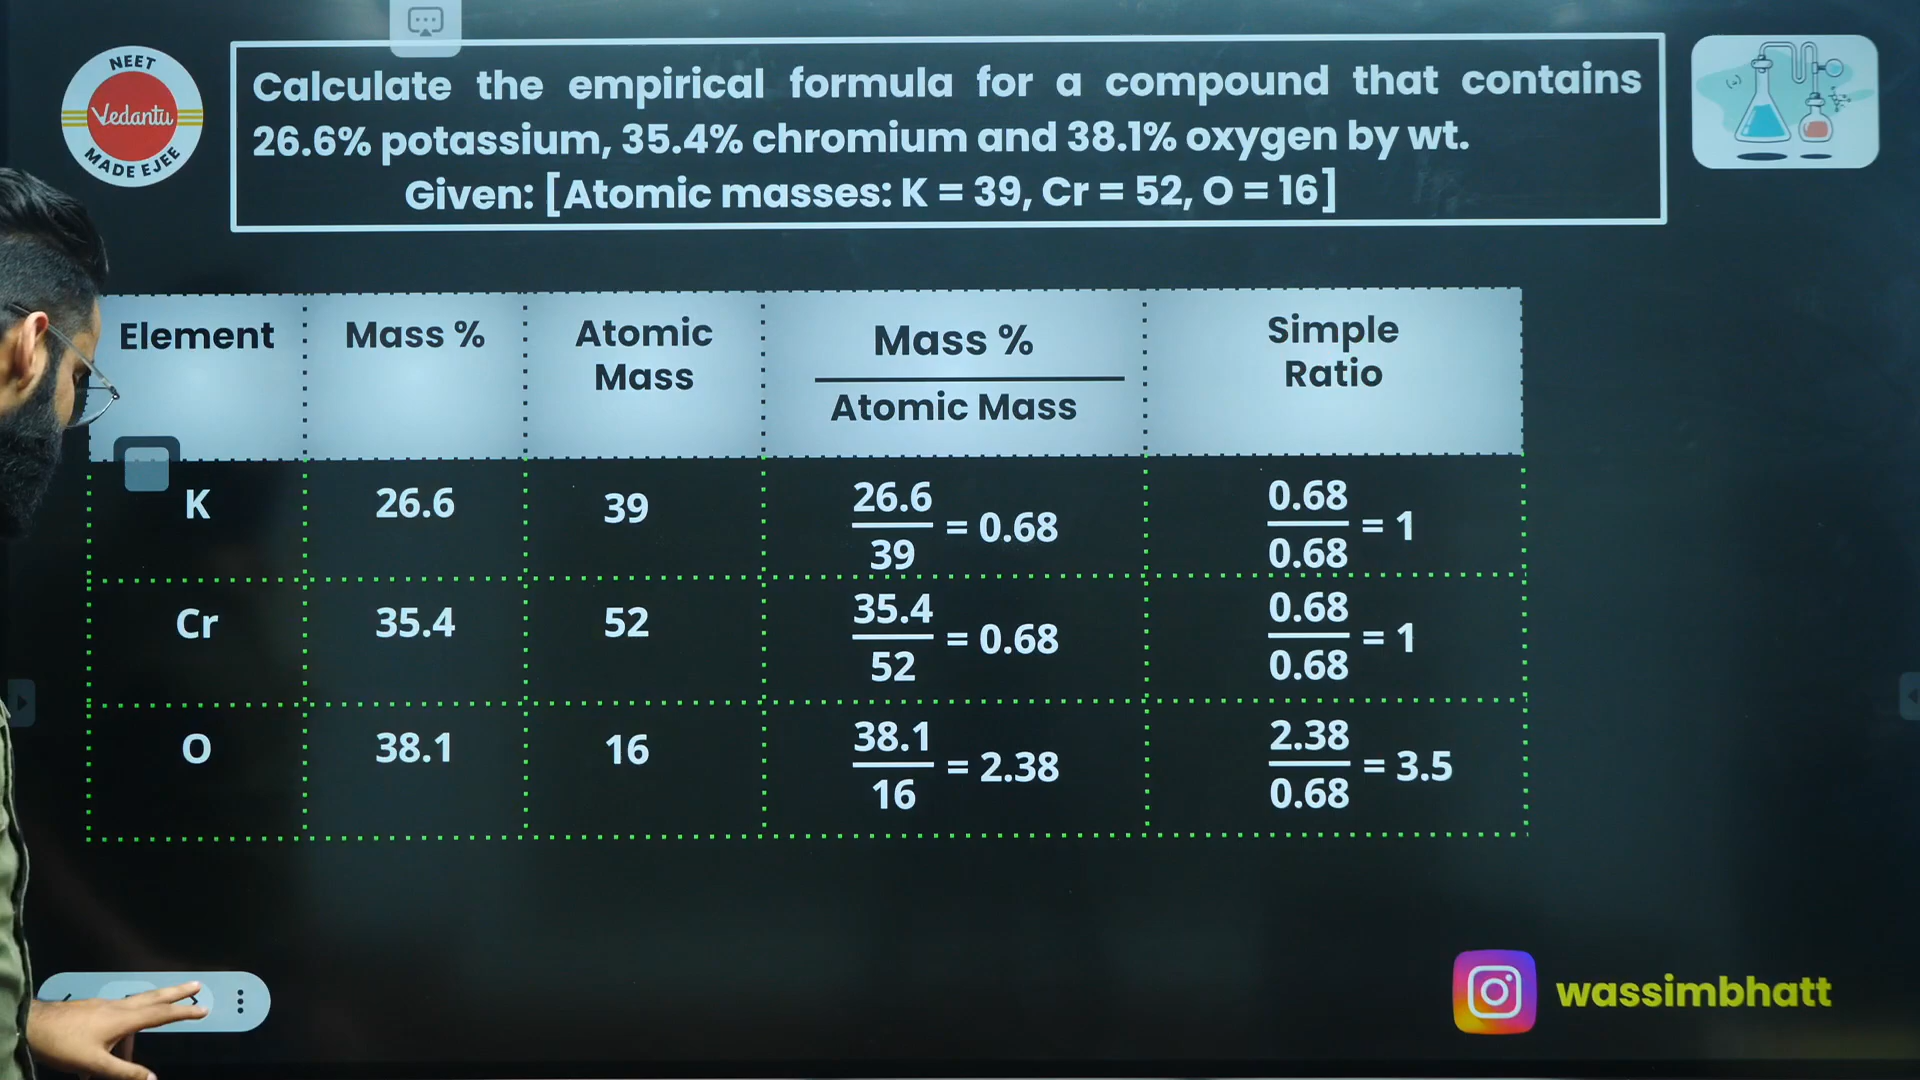 NEET
Vedantu
MADE EJEE
Calculate the empirical formula for a compound that contains
26.6% potassium, 35.4% chromium and 38.1% oxygen by wt.
Given: [Atomic masses: K = 39, Cr = 52, O = 16]
Element
Mass %
Atomic
Mass
Mass %
Atomic Mass
Simple
Ratio
K
26.6
39
26.6
39
= 0.68
0.68
0.68
= 1
Cr
35.4
52
35.4
52
= 0.68
0.68
0.68
= 1
O
38.1
16
38.1
16
= 2.38
2.38
0.68
= 3.5
wassimbhatt